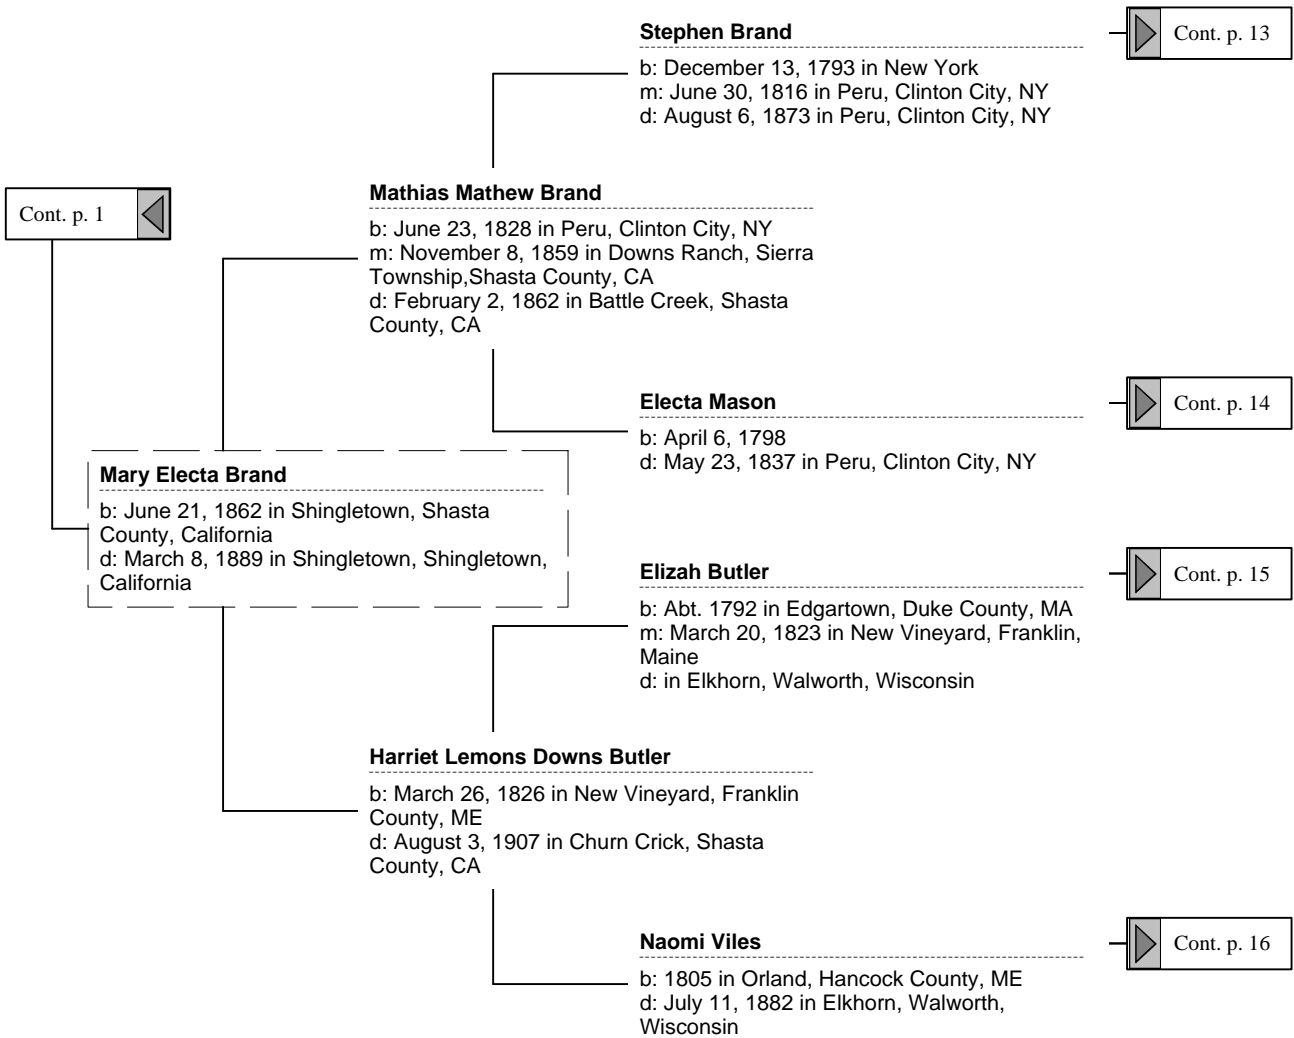 Stephen Brand
Cont. p. 13
b: December 13, 1793 in New York
m: June 30, 1816 in Peru, Clinton City, NY
d: August 6, 1873 in Peru, Clinton City, NY
Mathias Mathew Brand
Cont. p. 1
b: June 23, 1828 in Peru, Clinton City, NY
m: November 8, 1859 in Downs Ranch, Sierra
Township,Shasta County, CA
d: February 2, 1862 in Battle Creek, Shasta
County, CA
Electa Mason
Cont. p. 14
b: April 6, 1798
d: May 23, 1837 in Peru, Clinton City, NY
Mary Electa Brand
b: June 21, 1862 in Shingletown, Shasta
County, California
d: March 8, 1889 in Shingletown, Shingletown,
California
Elizah Butler
Cont. p. 15
b: Abt. 1792 in Edgartown, Duke County, MA
m: March 20, 1823 in New Vineyard, Franklin,
Maine
d: in Elkhorn, Walworth, Wisconsin
Harriet Lemons Downs Butler
b: March 26, 1826 in New Vineyard, Franklin
County, ME
d: August 3, 1907 in Churn Crick, Shasta
County, CA
Naomi Viles
Cont. p. 16
b: 1805 in Orland, Hancock County, ME
d: July 11, 1882 in Elkhorn, Walworth,
Wisconsin